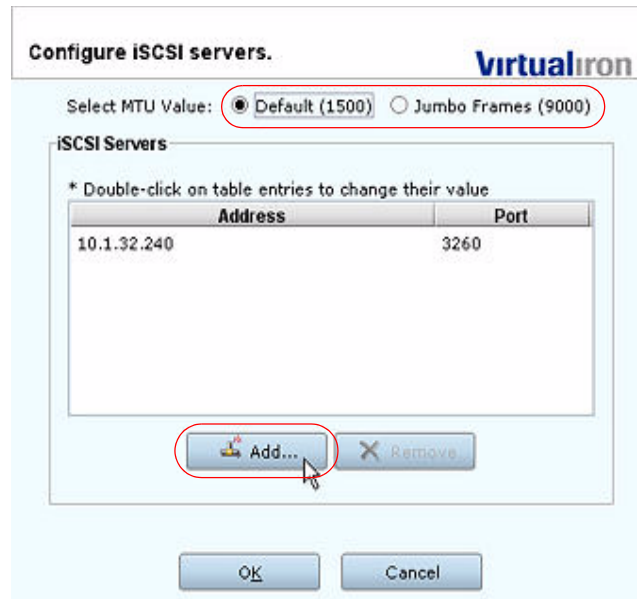 Configure iSCSI servers.
Virtualiron
Select MTU Value: Default (1500) Jumbo Frames (9000)
iSCSI Servers
* Double-click on table entries to change their value
Address Port
10.1.32.240 3260
Add... Remove
OK Cancel